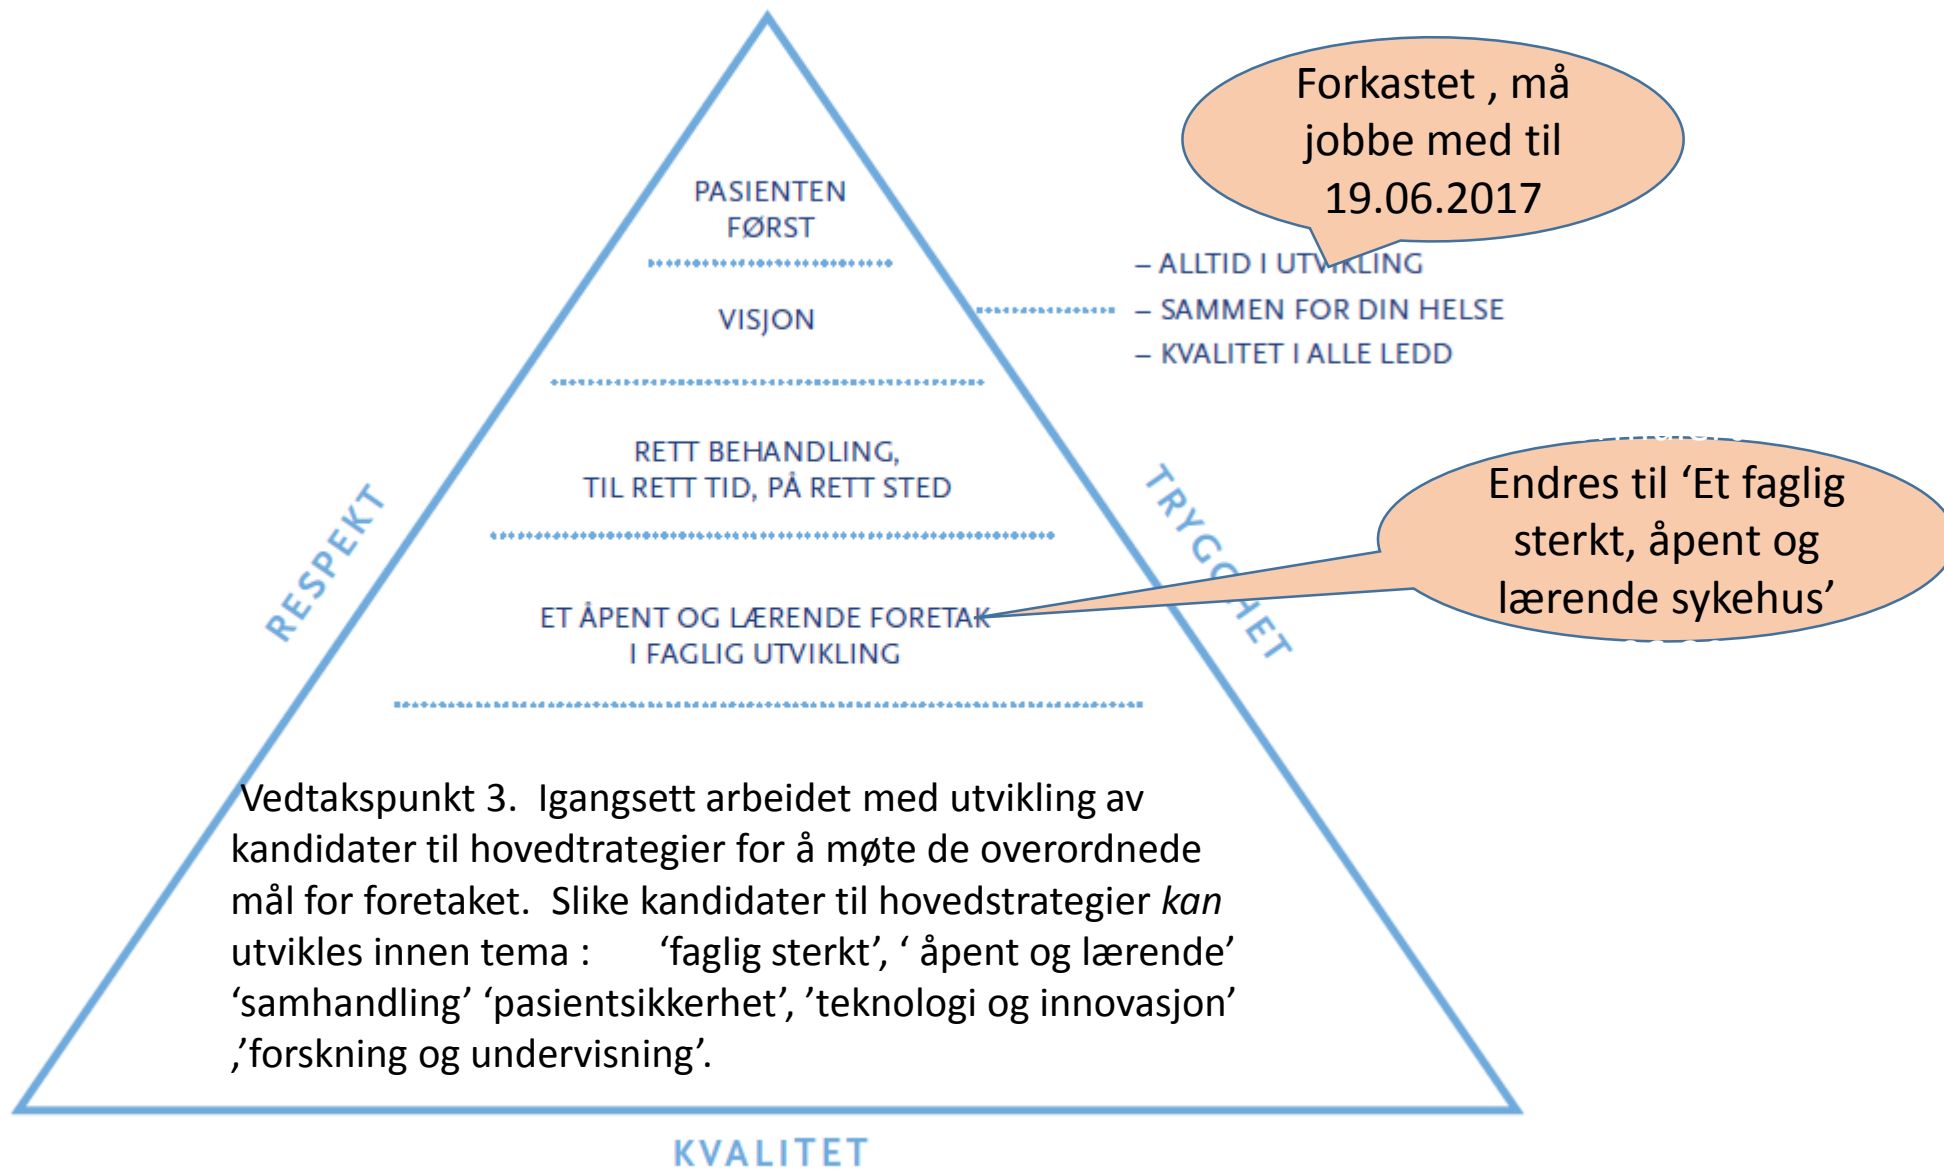 Forkastet , må
jobbe med til
19.06.2017
PASIENTEN
FØRST
– ALLTID I UTVIKLING
– SAMMEN FOR DIN HELSE
– KVALITET I ALLE LEDD
VISJON
RETT BEHANDLING,
TIL RETT TID, PÅ RETT STED
Endres til ‘Et faglig
sterkt, åpent og
lærende sykehus’
RESPEKT
TRYGGHET
ET ÅPENT OG LÆRENDE FORETAK
I FAGLIG UTVIKLING
Vedtakspunkt 3. Igangsett arbeidet med utvikling av
kandidater til hovedtrategier for å møte de overordnede
mål for foretaket. Slike kandidater til hovedstrategier kan
utvikles innen tema : ‘faglig sterkt’, ‘ åpent og lærende’
‘samhandling’ ‘pasientsikkerhet’, ’teknologi og innovasjon’
,’forskning og undervisning’.
KVALITET